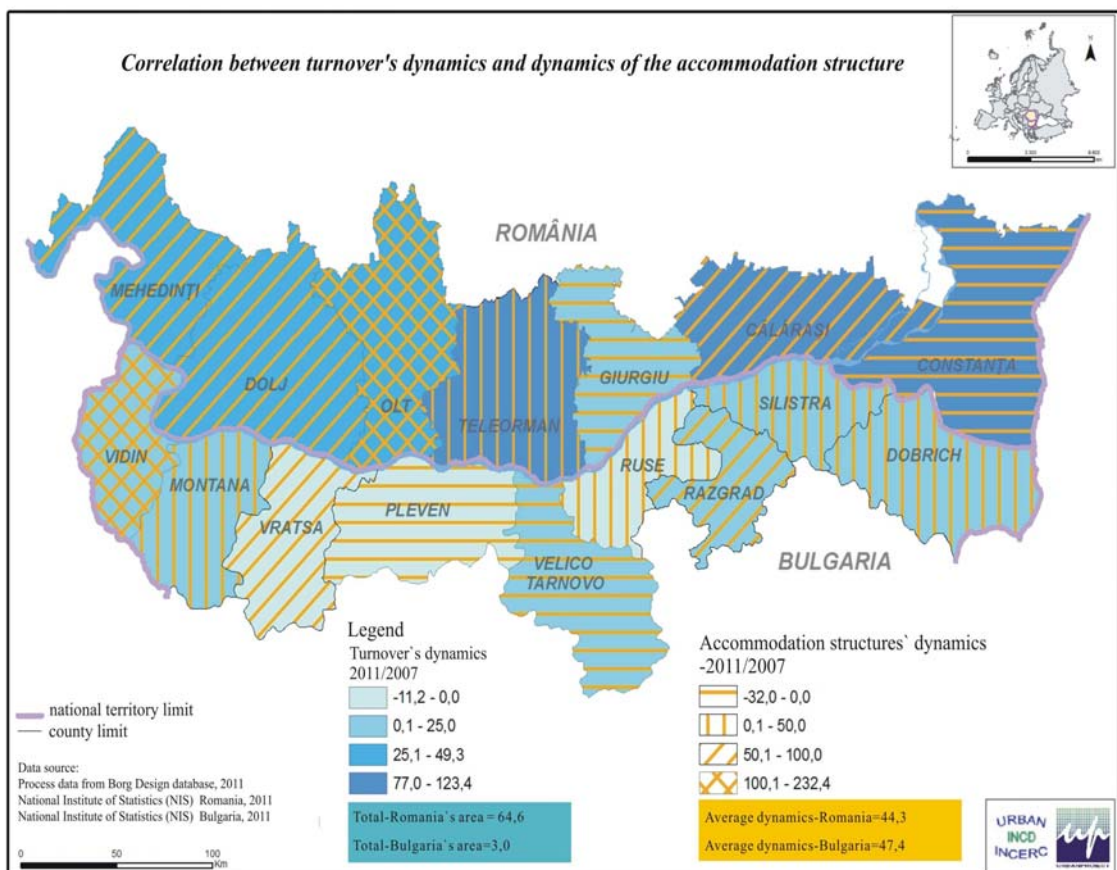 Correlation between turnover's dynamics and dynamics of the accommodation structure
N
ROMÂNIA
MEHEDINȚI
DOLJ
OLT
TELEORMAN
GIURGIU
CĂLĂRAȘI
CONSTANȚA
VIDIN
MONTANA
VRATSA
PLEVEN
VELICO
TARNOVO
RUSE
RAZGRAD
SILISTRA
DOBRICH
BULGARIA
national territory limit
county limit
Data source:
Process data from Borg Design database, 2011
National Institute of Statistics (NIS) Romania, 2011
National Institute of Statistics (NIS) Bulgaria, 2011
0 50 100
Km
Legend
Turnover`s dynamics
2011/2007
-11,2 - 0,0
0,1 - 25,0
25,1 - 49,3
77,0 - 123,4
Total-Romania`s area = 64,6
Total-Bulgaria`s area=3,0
Accommodation structures` dynamics
-2011/2007
-32,0 - 0,0
0,1 - 50,0
50,1 - 100,0
100,1 - 232,4
Average dynamics-Romania=44,3
Average dynamics-Bulgaria=47,4
URBAN
INCD
INCERC
up